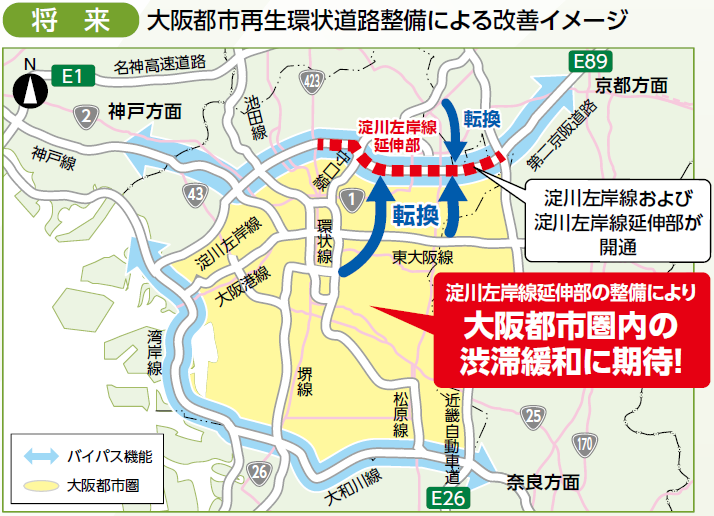 将来
大阪都市再生環状道路整備による改善イメージ
N
E1
名神高速道路
E89
京都方面
423
2
神戸方面
池田線
淀川左岸線
延伸部
転換
第二京阪道路
神戸線
守口線
43
1
転換
淀川左岸線および
淀川左岸線延伸部が
開通
淀川左岸線
環状線
東大阪線
大阪港線
淀川左岸線延伸部の整備により
大阪都市圏内の
渋滞緩和に期待!
湾岸線
堺線
松原線
近畿自動車道
25
170
バイパス機能
大阪都市圏
26
大和川線
E26
奈良方面